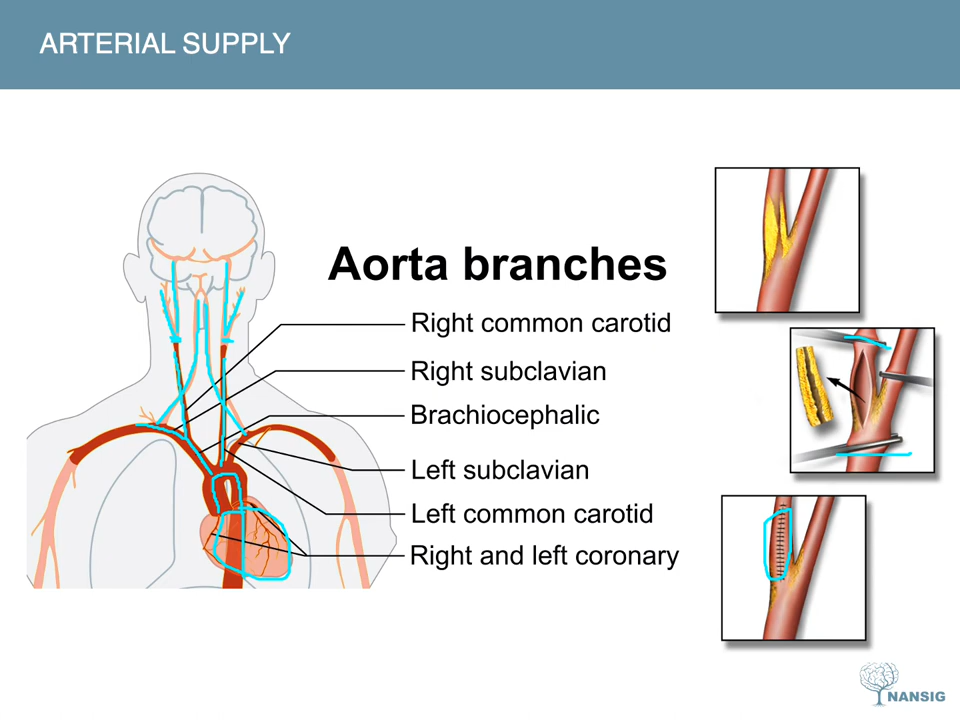 ARTERIAL SUPPLY
Aorta branches
Right common carotid
Right subclavian
Brachiocephalic
Left subclavian
Left common carotid
Right and left coronary
NANSIG